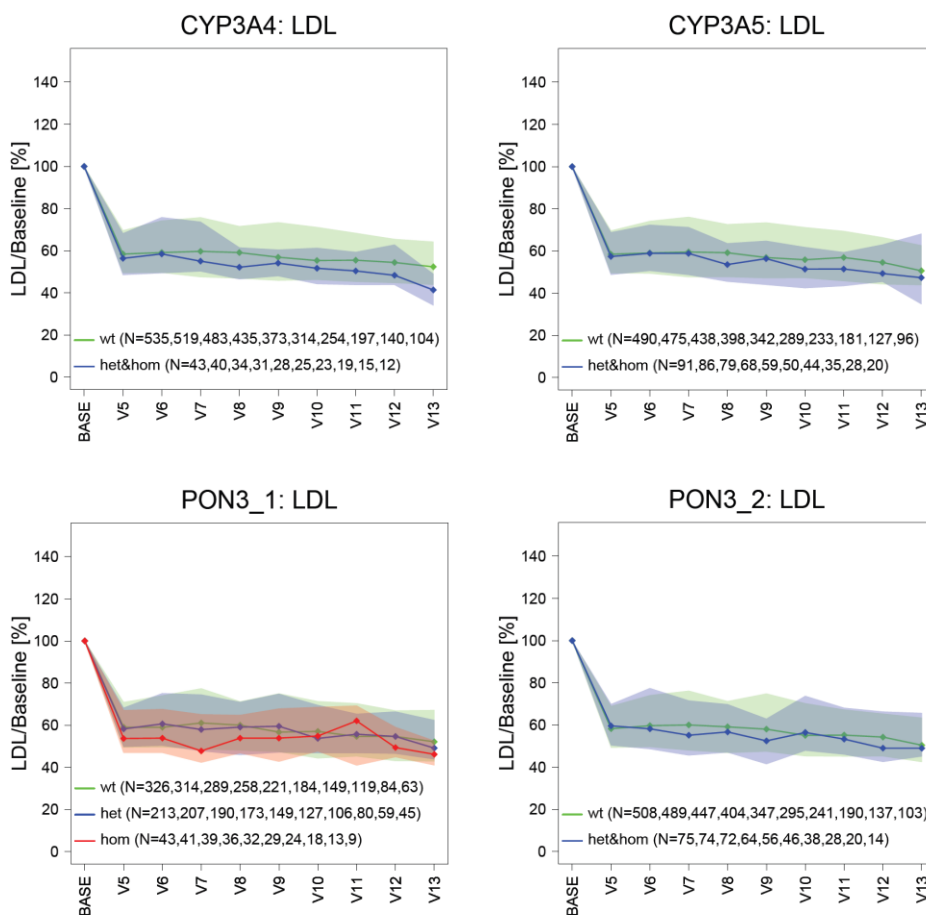 CYP3A4: LDL
LDL/Baseline [%]
140
120
100
80
60
40
20
0
wt (N=535,519,483,435,373,314,254,197,140,104)
het&hom (N=43,40,34,31,28,25,23,19,15,12)
BASE V5 V6 V7 V8 V9 V10 V11 V12 V13
CYP3A5: LDL
LDL/Baseline [%]
140
120
100
80
60
40
20
0
wt (N=490,475,438,398,342,289,233,181,127,96)
het&hom (N=91,86,79,68,59,50,44,35,28,20)
BASE V5 V6 V7 V8 V9 V10 V11 V12 V13
PON3_1: LDL
LDL/Baseline [%]
140
120
100
80
60
40
20
0
wt (N=326,314,289,258,221,184,149,119,84,63)
het (N=213,207,190,173,149,127,106,80,59,45)
hom (N=43,41,39,36,32,29,24,18,13,9)
BASE V5 V6 V7 V8 V9 V10 V11 V12 V13
PON3_2: LDL
LDL/Baseline [%]
140
120
100
80
60
40
20
0
wt (N=508,489,447,404,347,295,241,190,137,103)
het&hom (N=75,74,72,64,56,46,38,28,20,14)
BASE V5 V6 V7 V8 V9 V10 V11 V12 V13